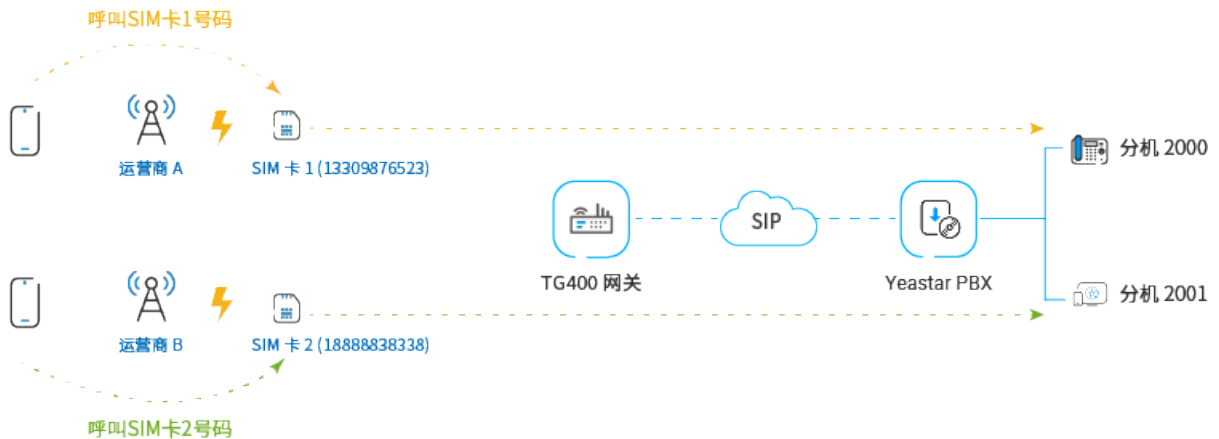 呼叫SIM卡1号码
运营商 A
SIM 卡 1 (13309876523)
分机 2000
SIP
TG400 网关
Yeastar PBX
分机 2001
运营商 B
SIM 卡 2 (18888838338)
呼叫SIM卡2号码